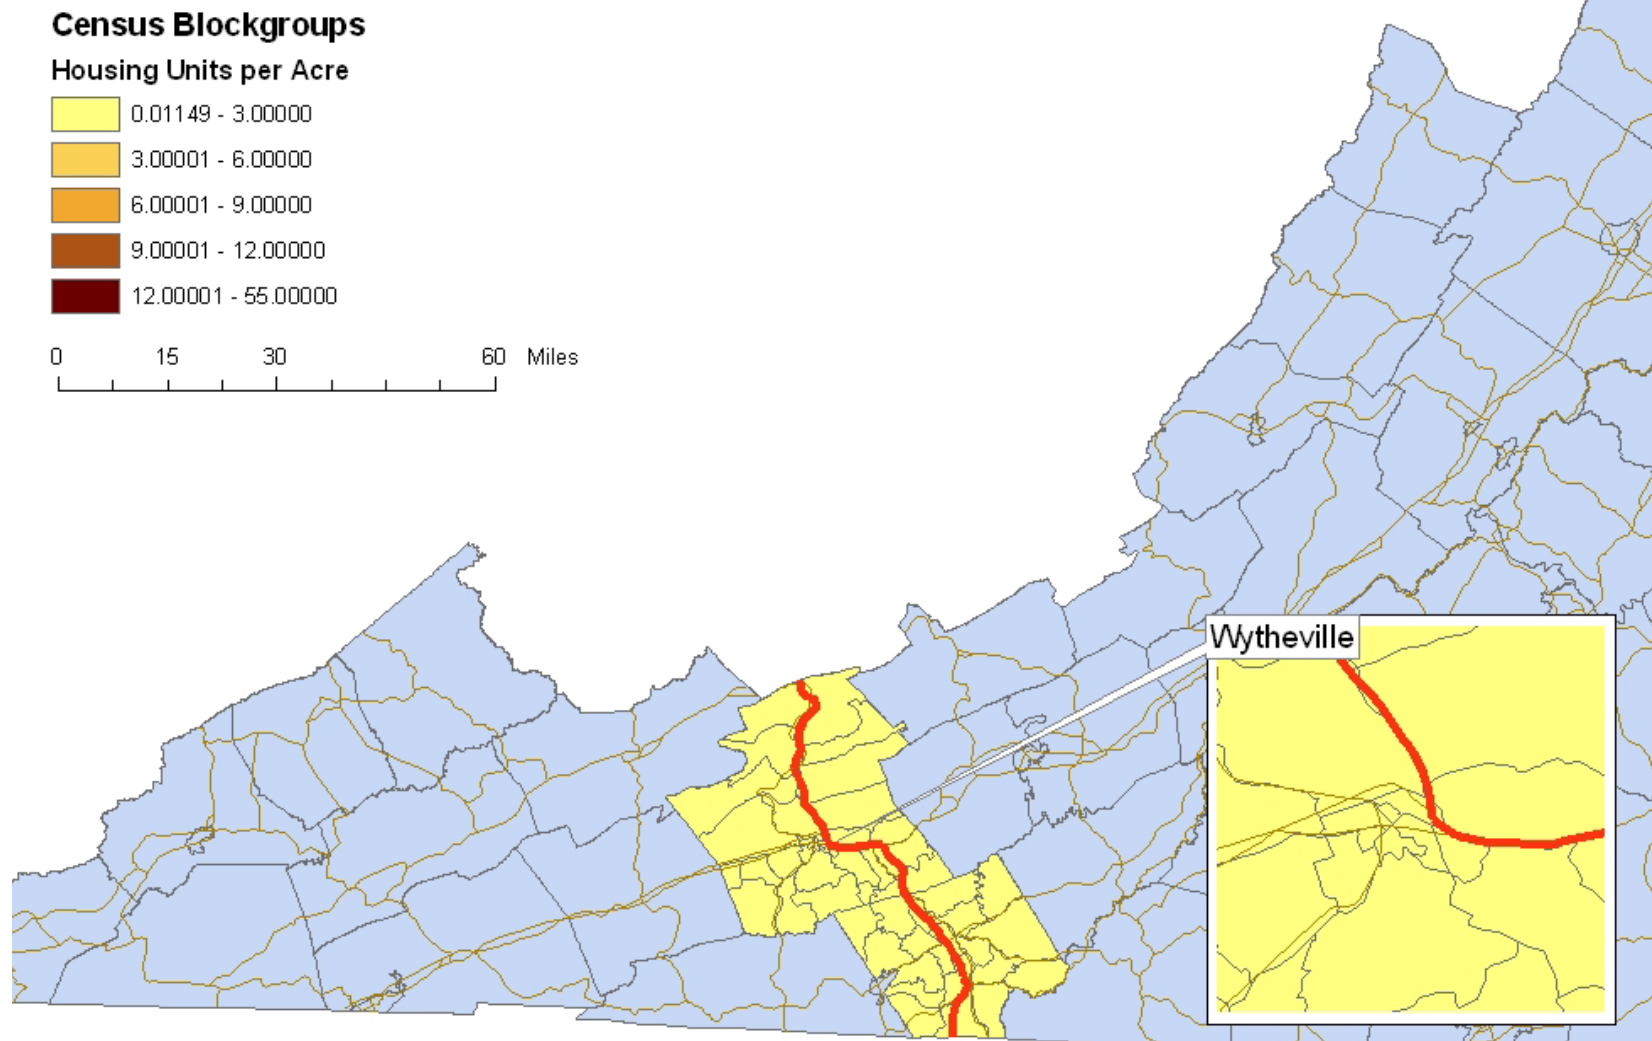 Census Blockgroups
Housing Units per Acre
0.01149 - 3.00000
3.00001 - 6.00000
6.00001 - 9.00000
9.00001 - 12.00000
12.00001 - 55.00000
0 15 30 60 Miles
Wytheville